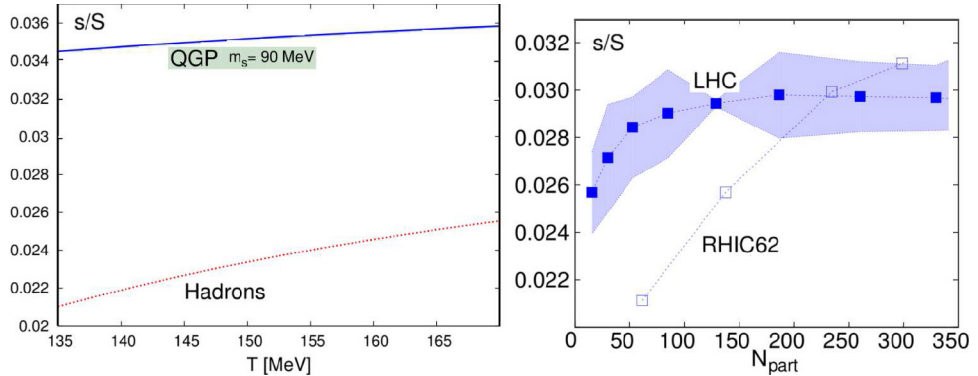 s/S
0.036
0.034
0.032
0.03
0.028
0.026
0.024
0.022
0.02
QGP m_s= 90 MeV
Hadrons
135 140 145 150 155 160 165
T [MeV]
s/S
0.032
0.030
0.028
0.026
0.024
0.022
LHC
RHIC62
0 50 100 150 200 250 300 350
N_part